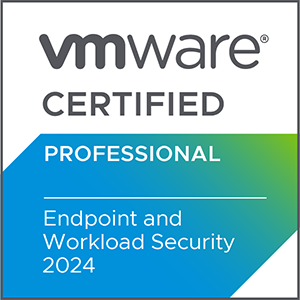 vmware®
CERTIFIED
PROFESSIONAL
Endpoint and
Workload Security
2024